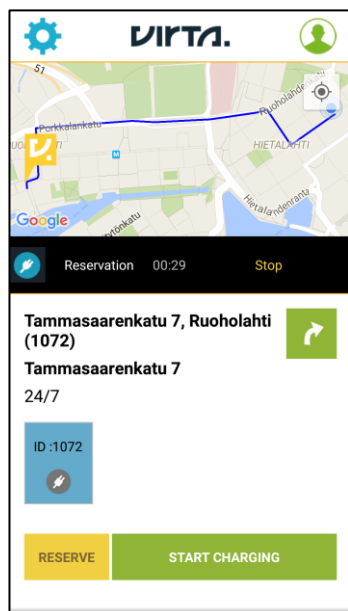 VIRTA.
51
Porkkalankatu
Ruoholahde
HIETALAHTI
M
Hietalahdenranta
Google
Reservation 00:29 Stop
Tammasaarenkatu 7, Ruoholahti
(1072)
Tammasaarenkatu 7
24/7
ID :1072
RESERVE START CHARGING